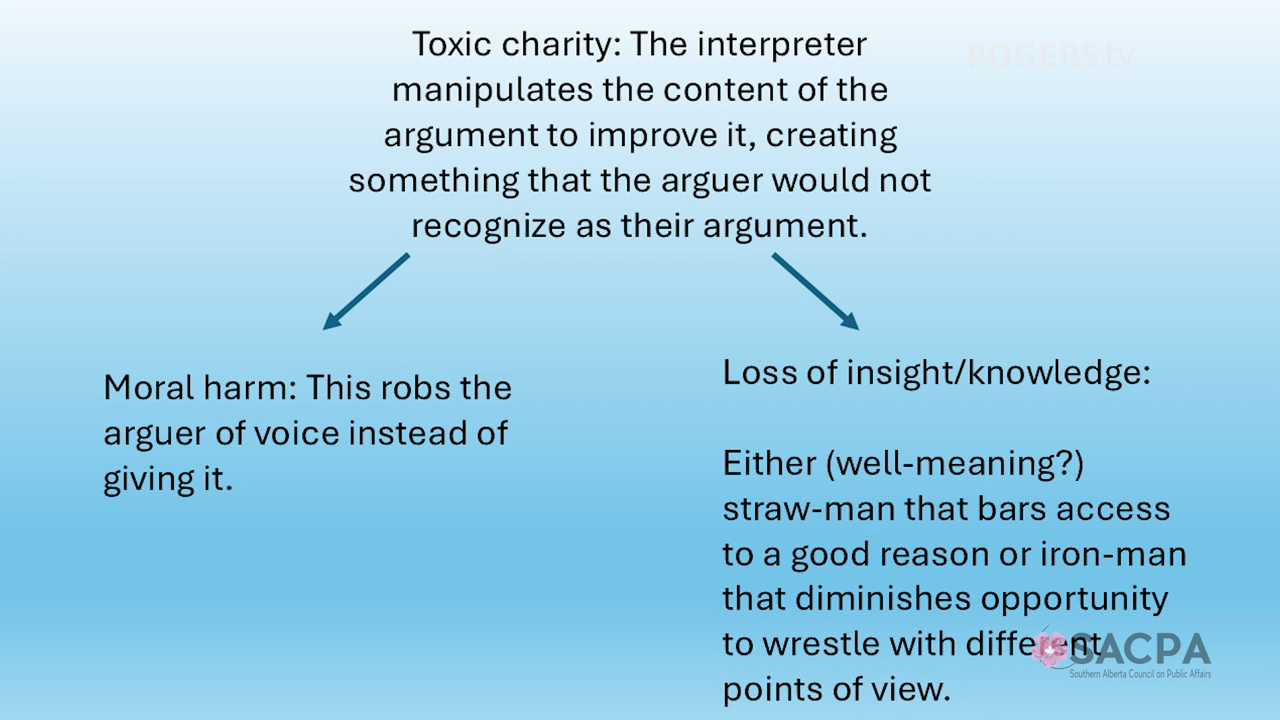 Toxic charity: The interpreter
manipulates the content of the
argument to improve it, creating
something that the arguer would not
recognize as their argument.
ROGERS.tv
Moral harm: This robs the
arguer of voice instead of
giving it.
Loss of insight/knowledge:
Either (well-meaning?)
straw-man that bars access
to a good reason or iron-man
that diminishes opportunity
to wrestle with different
points of view.
SACPA
Southern Alberta Council on Public Affairs